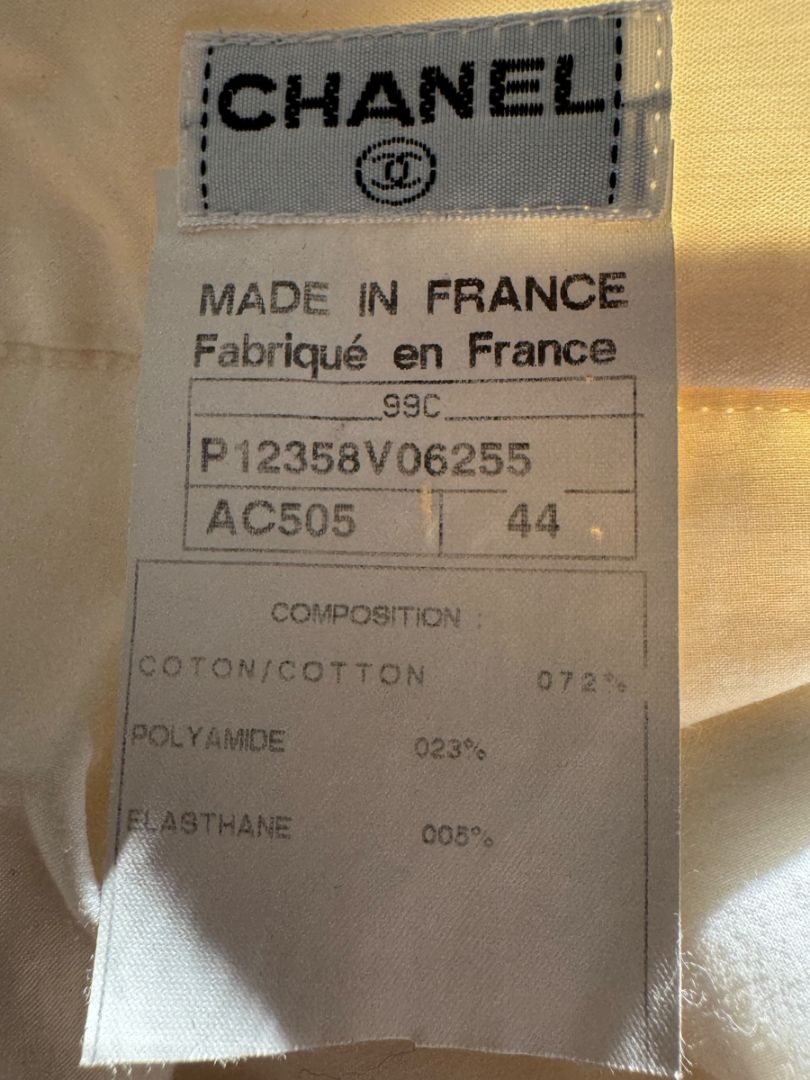 CHANEL
MADE IN FRANCE
Fabriqué en France
99C
P12358V06255
AC505 44
COMPOSITION :
COTON/COTTON 072%
POLYAMIDE 023%
ELASTHANE 005%